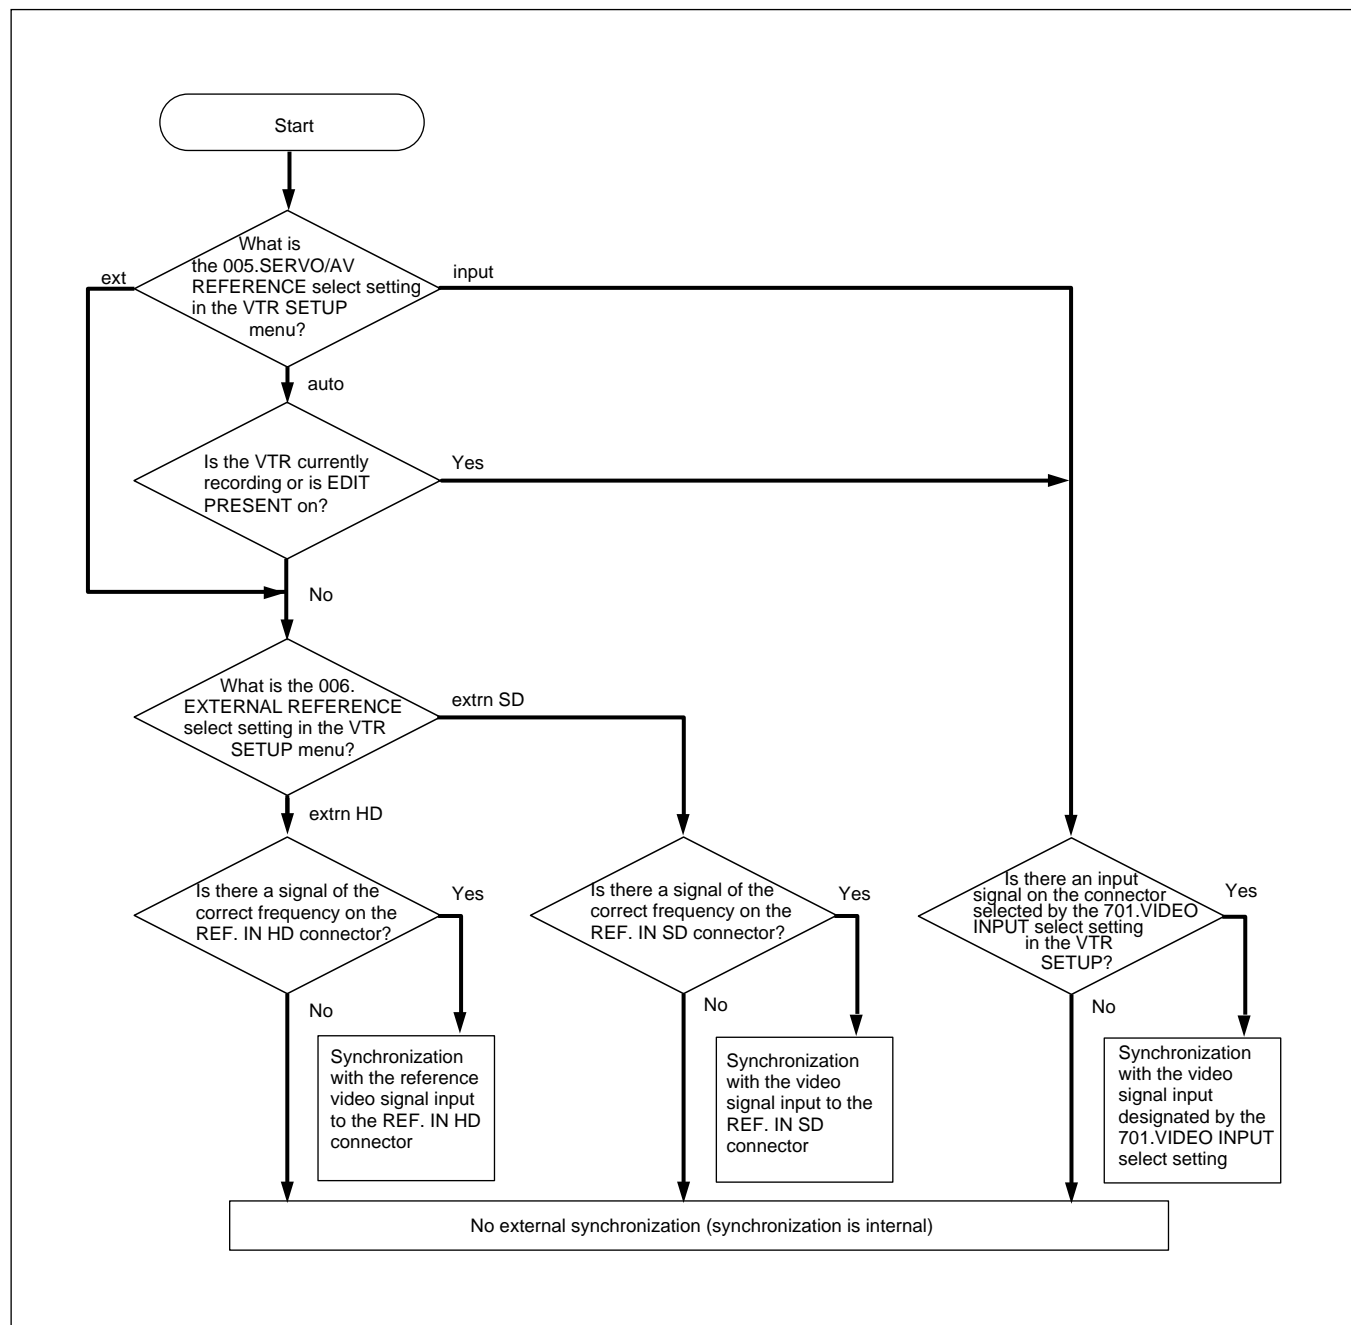 Start
What is
the 005.SERVO/AV
REFERENCE select setting
in the VTR SETUP
menu?
ext
input
auto
Is the VTR currently
recording or is EDIT
PRESENT on?
Yes
No
What is the 006.
EXTERNAL REFERENCE
select setting in the VTR
SETUP menu?
extrn SD
extrn HD
Is there a signal of the
correct frequency on the
REF. IN HD connector?
Yes
No
Synchronization
with the reference
video signal input
to the REF. IN HD
connector
Is there a signal of the
correct frequency on the
REF. IN SD connector?
Yes
No
Synchronization
with the video
signal input to the
REF. IN SD
connector
Is there an input
signal on the connector
selected by the 701.VIDEO
INPUT select setting
in the VTR
SETUP?
Yes
No
Synchronization
with the video
signal input
designated by the
701.VIDEO INPUT
select setting
No external synchronization (synchronization is internal)